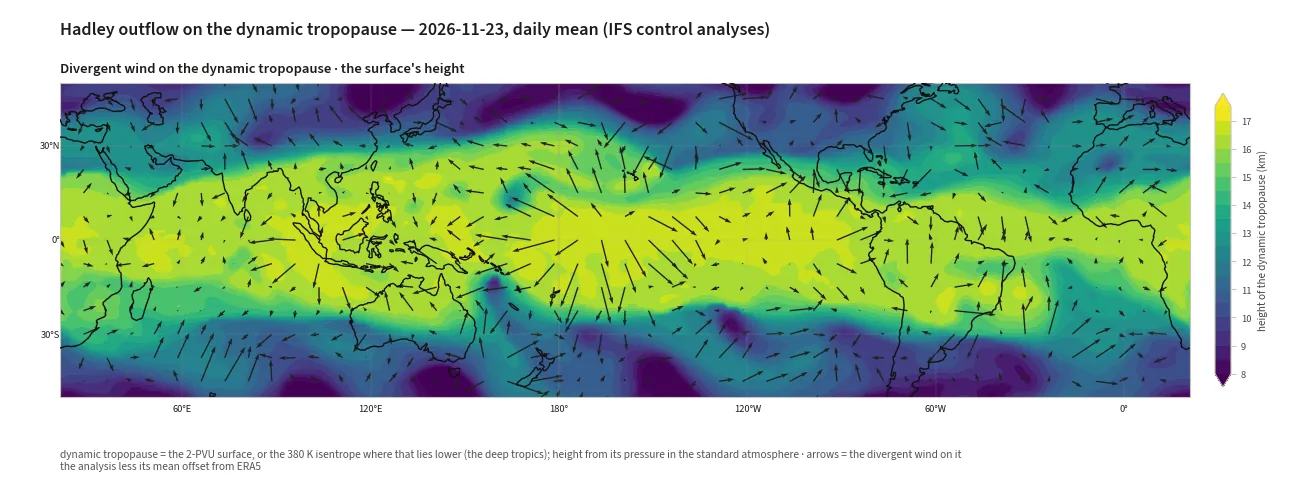 Hadley outflow on the dynamic tropopause — 2026-11-23, daily mean (IFS control analyses)
Divergent wind on the dynamic tropopause · the surface's height
30°N
0°
30°S
60°E
120°E
180°
120°W
60°W
0°
17
16
15
14
13
12
11
10
9
8
height of the dynamic tropopause (km)
dynamic tropopause = the 2-PVU surface, or the 380 K isentrope where that lies lower (the deep tropics); height from its pressure in the standard atmosphere · arrows = the divergent wind on it
the analysis less its mean offset from ERA5